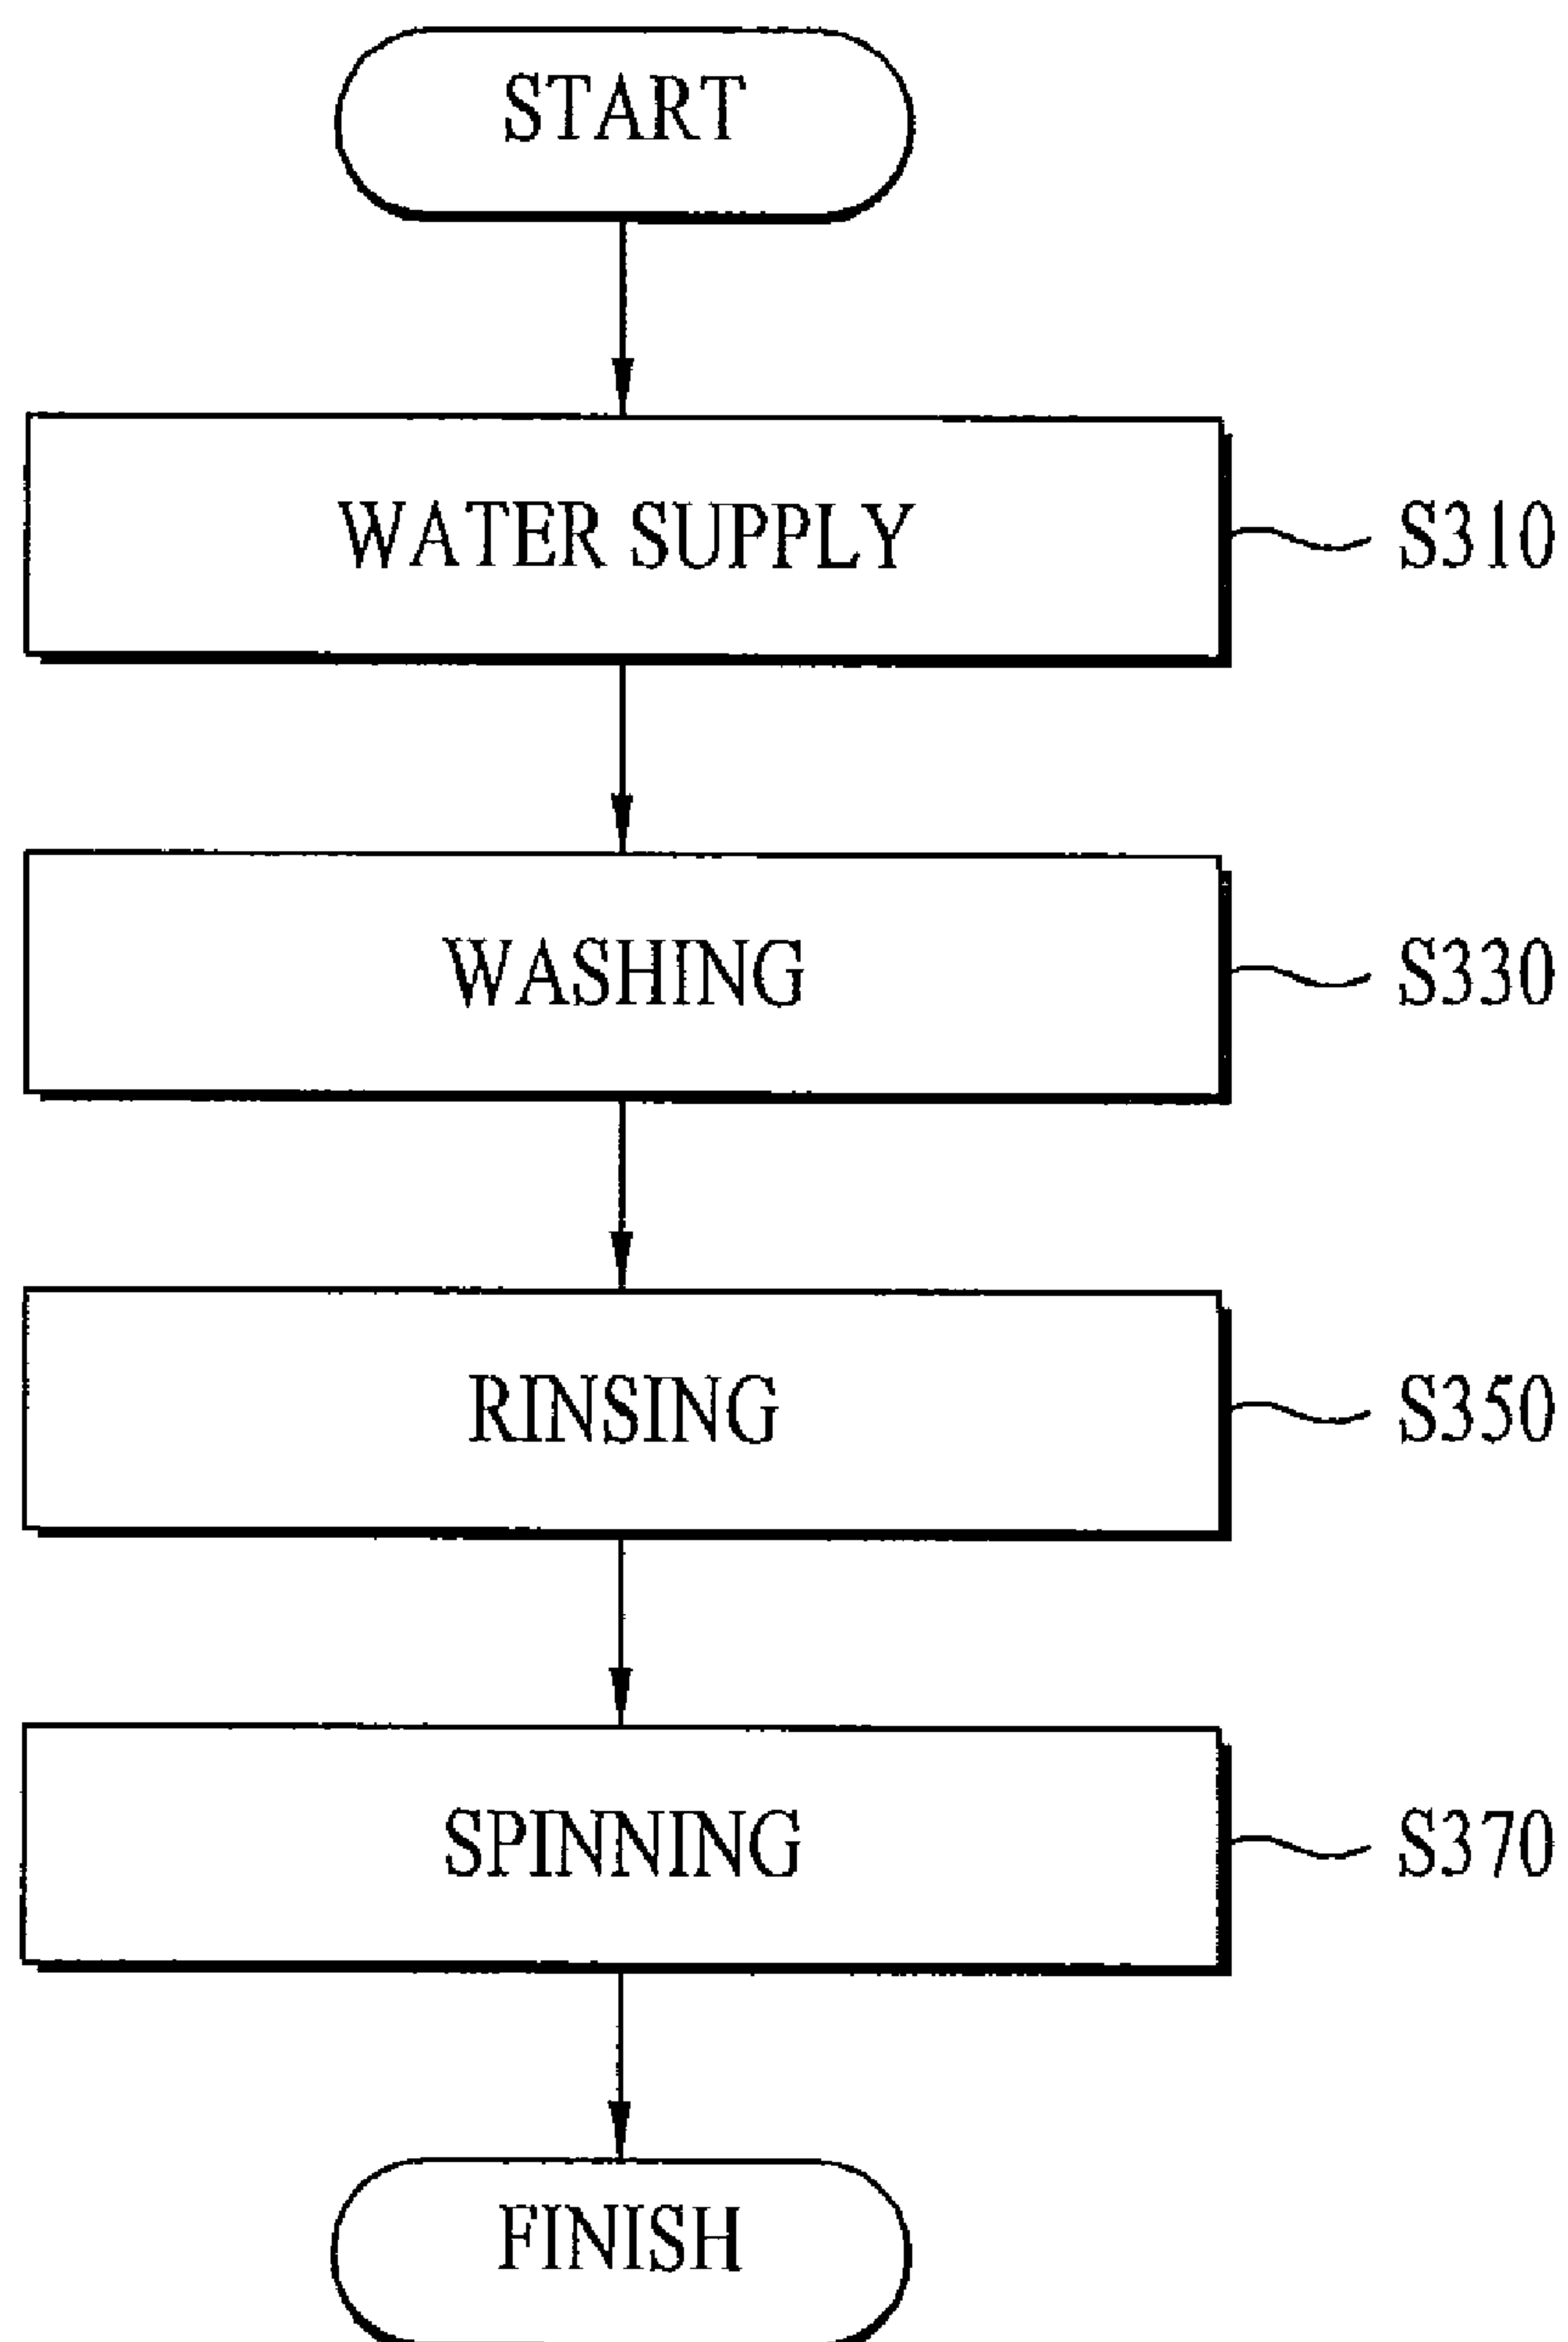 START
WATER SUPPLY S310
WASHING S330
RINSING S350
SPINNING S370
FINISH